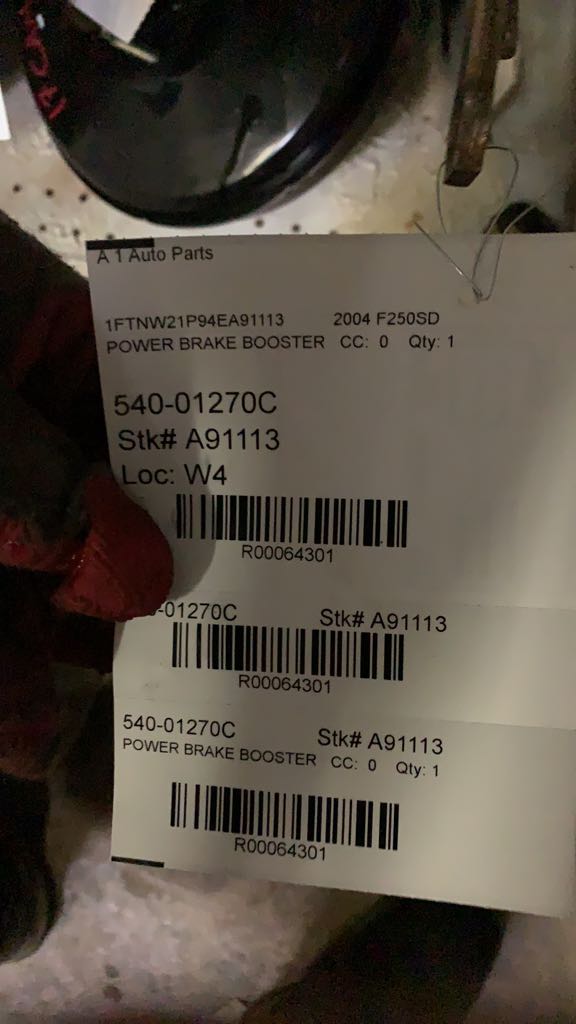 A 1 Auto Parts
1FTNW21P94EA91113 2004 F250SD
POWER BRAKE BOOSTER CC: 0 Qty: 1
540-01270C
Stk# A91113
Loc: W4
R00064301
-01270C Stk# A91113
R00064301
540-01270C Stk# A91113
POWER BRAKE BOOSTER CC: 0 Qty: 1
R00064301